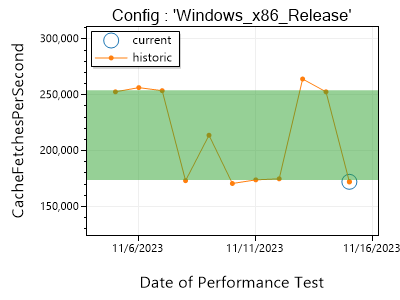 Config : 'Windows_x86_Release'
current
historic
300,000
250,000
200,000
150,000
CacheFetchesPerSecond
11/6/2023
11/11/2023
11/16/2023
Date of Performance Test